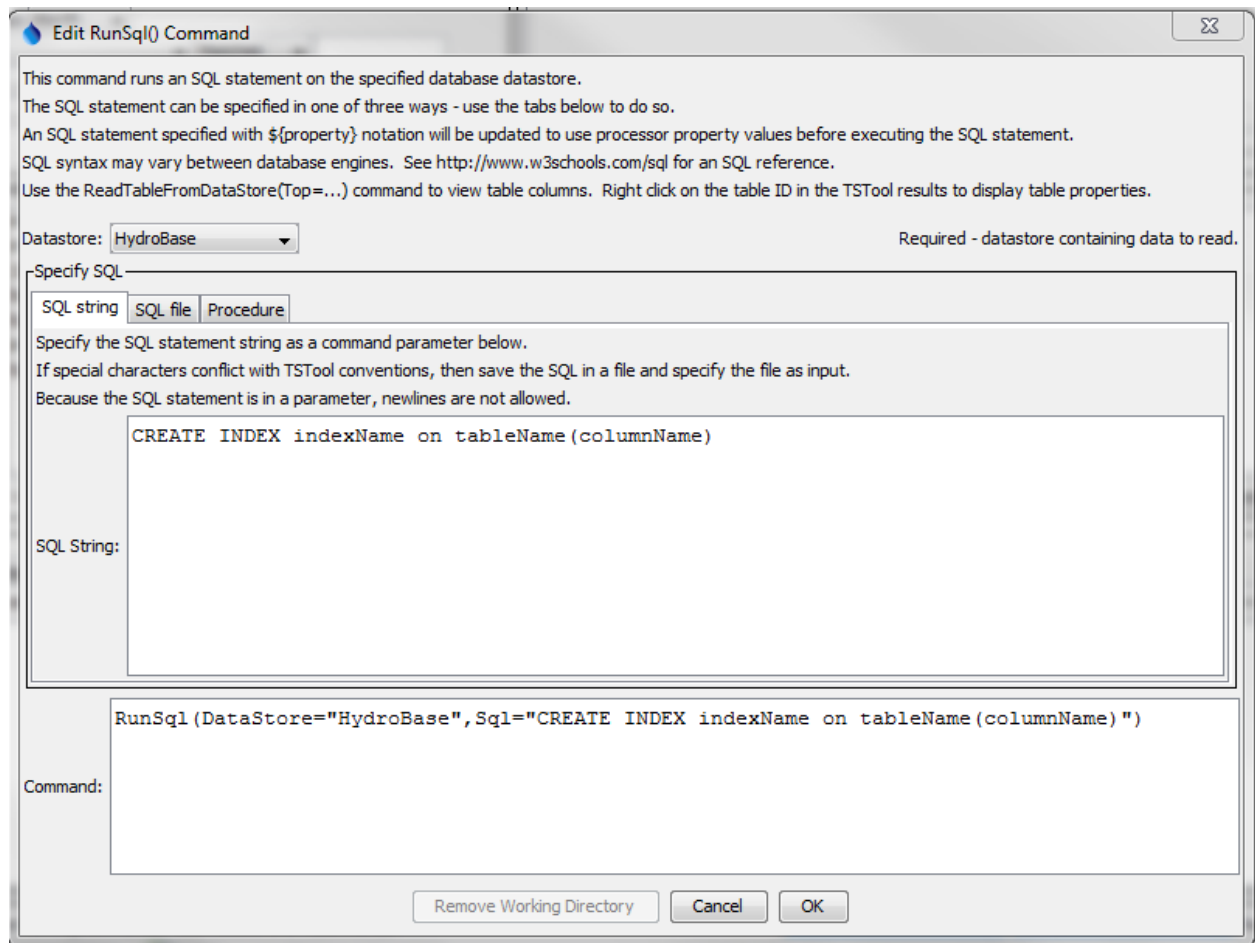 Edit RunSql() Command
This command runs an SQL statement on the specified database datastore.
The SQL statement can be specified in one of three ways - use the tabs below to do so.
An SQL statement specified with ${property} notation will be updated to use processor property values before executing the SQL statement.
SQL syntax may vary between database engines.  See http://www.w3schools.com/sql for an SQL reference.
Use the ReadTableFromDataStore(Top=...) command to view table columns.  Right click on the table ID in the TSTool results to display table properties.
Datastore: HydroBase Required - datastore containing data to read.
Specify SQL
SQL string SQL file Procedure
Specify the SQL statement string as a command parameter below.
If special characters conflict with TSTool conventions, then save the SQL in a file and specify the file as input.
Because the SQL statement is in a parameter, newlines are not allowed.
CREATE INDEX indexName on tableName(columnName)
SQL String:
RunSql(DataStore="HydroBase",Sql="CREATE INDEX indexName on tableName(columnName)")
Command:
Remove Working Directory Cancel OK